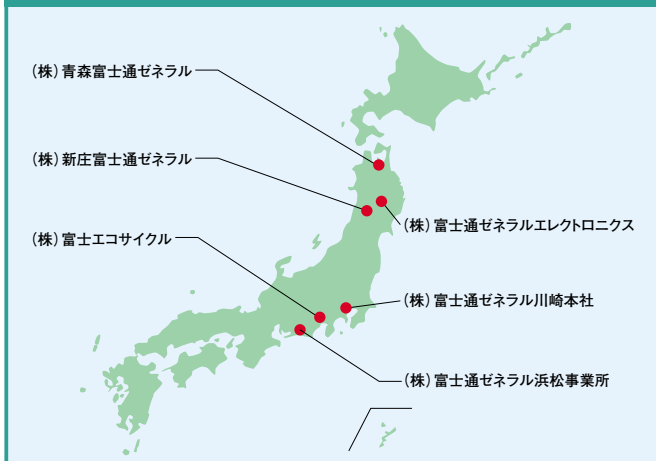 (株)青森富士通ゼネラル
(株)新庄富士通ゼネラル
(株)富士通ゼネラルエレクトロニクス
(株)富士エコサイクル
(株)富士通ゼネラル川崎本社
(株)富士通ゼネラル浜松事業所